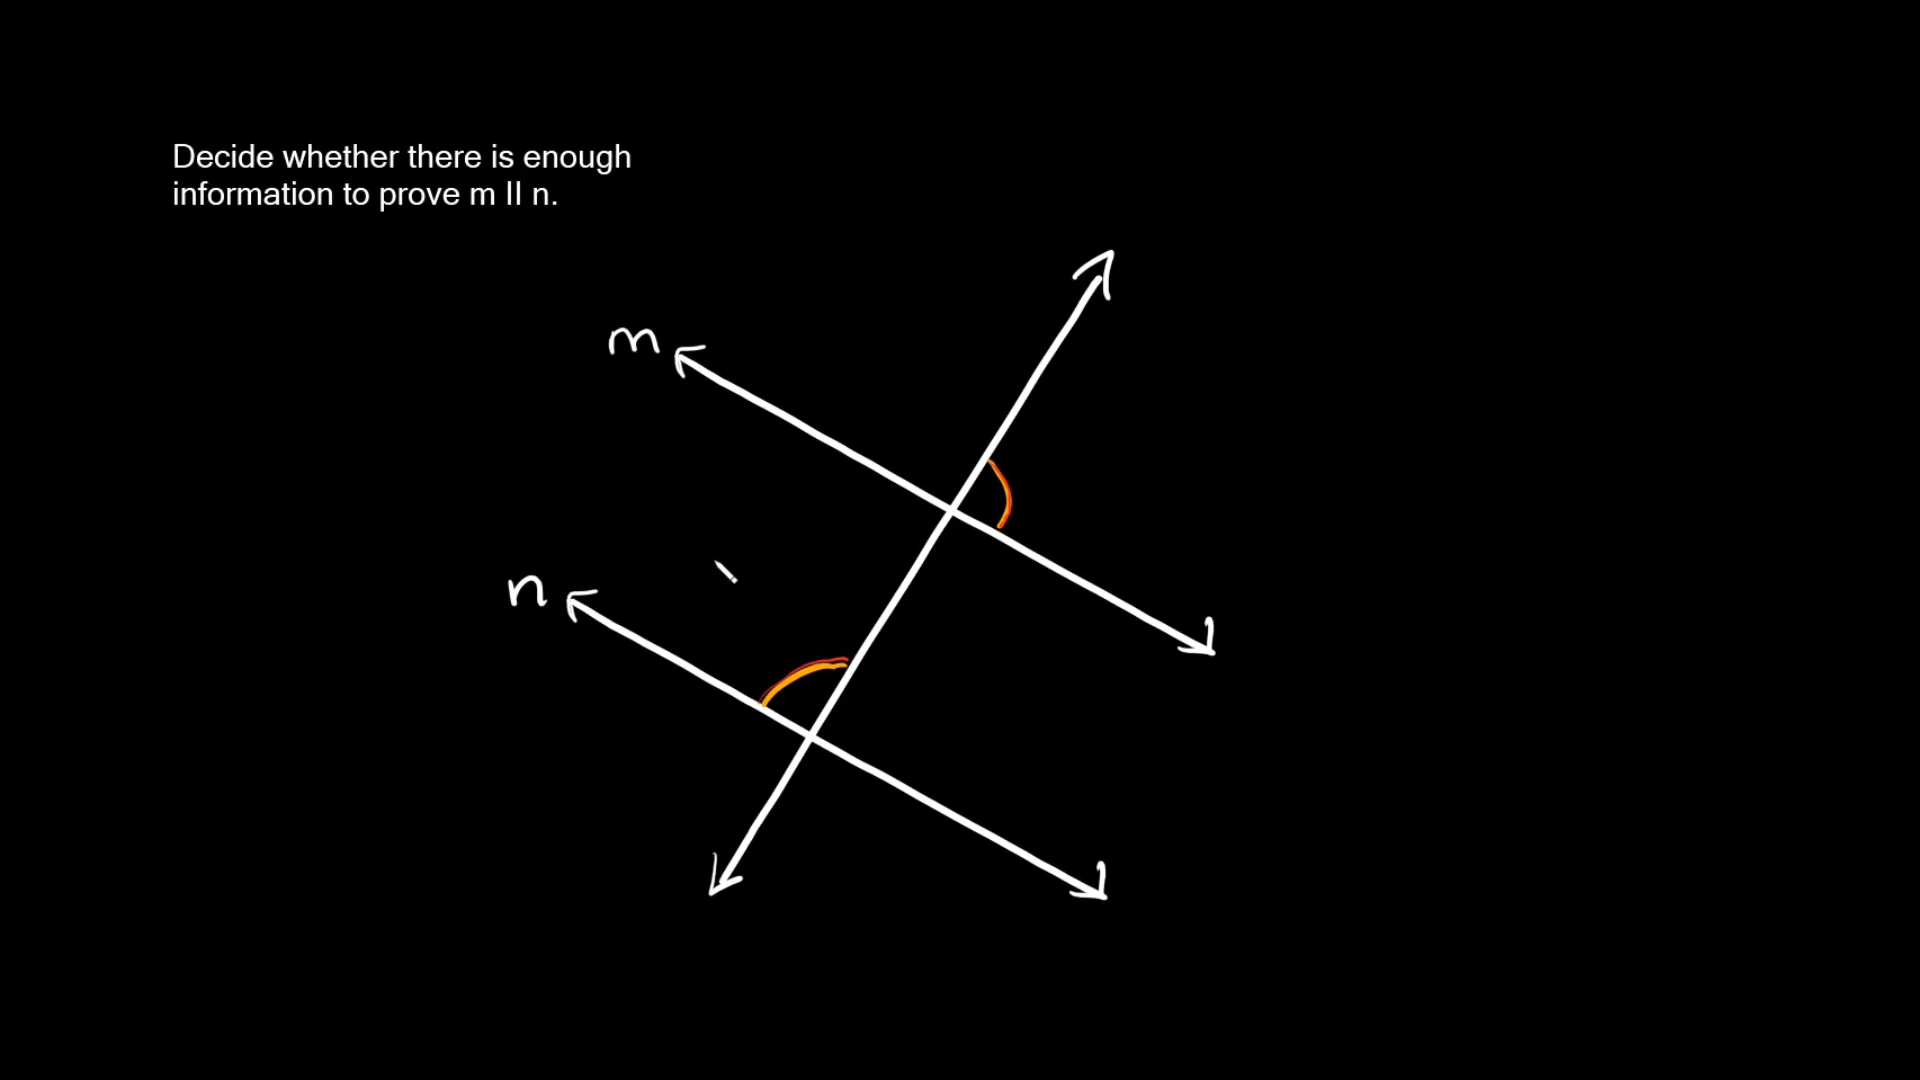 Decide whether there is enough
information to prove m II n.
m
n